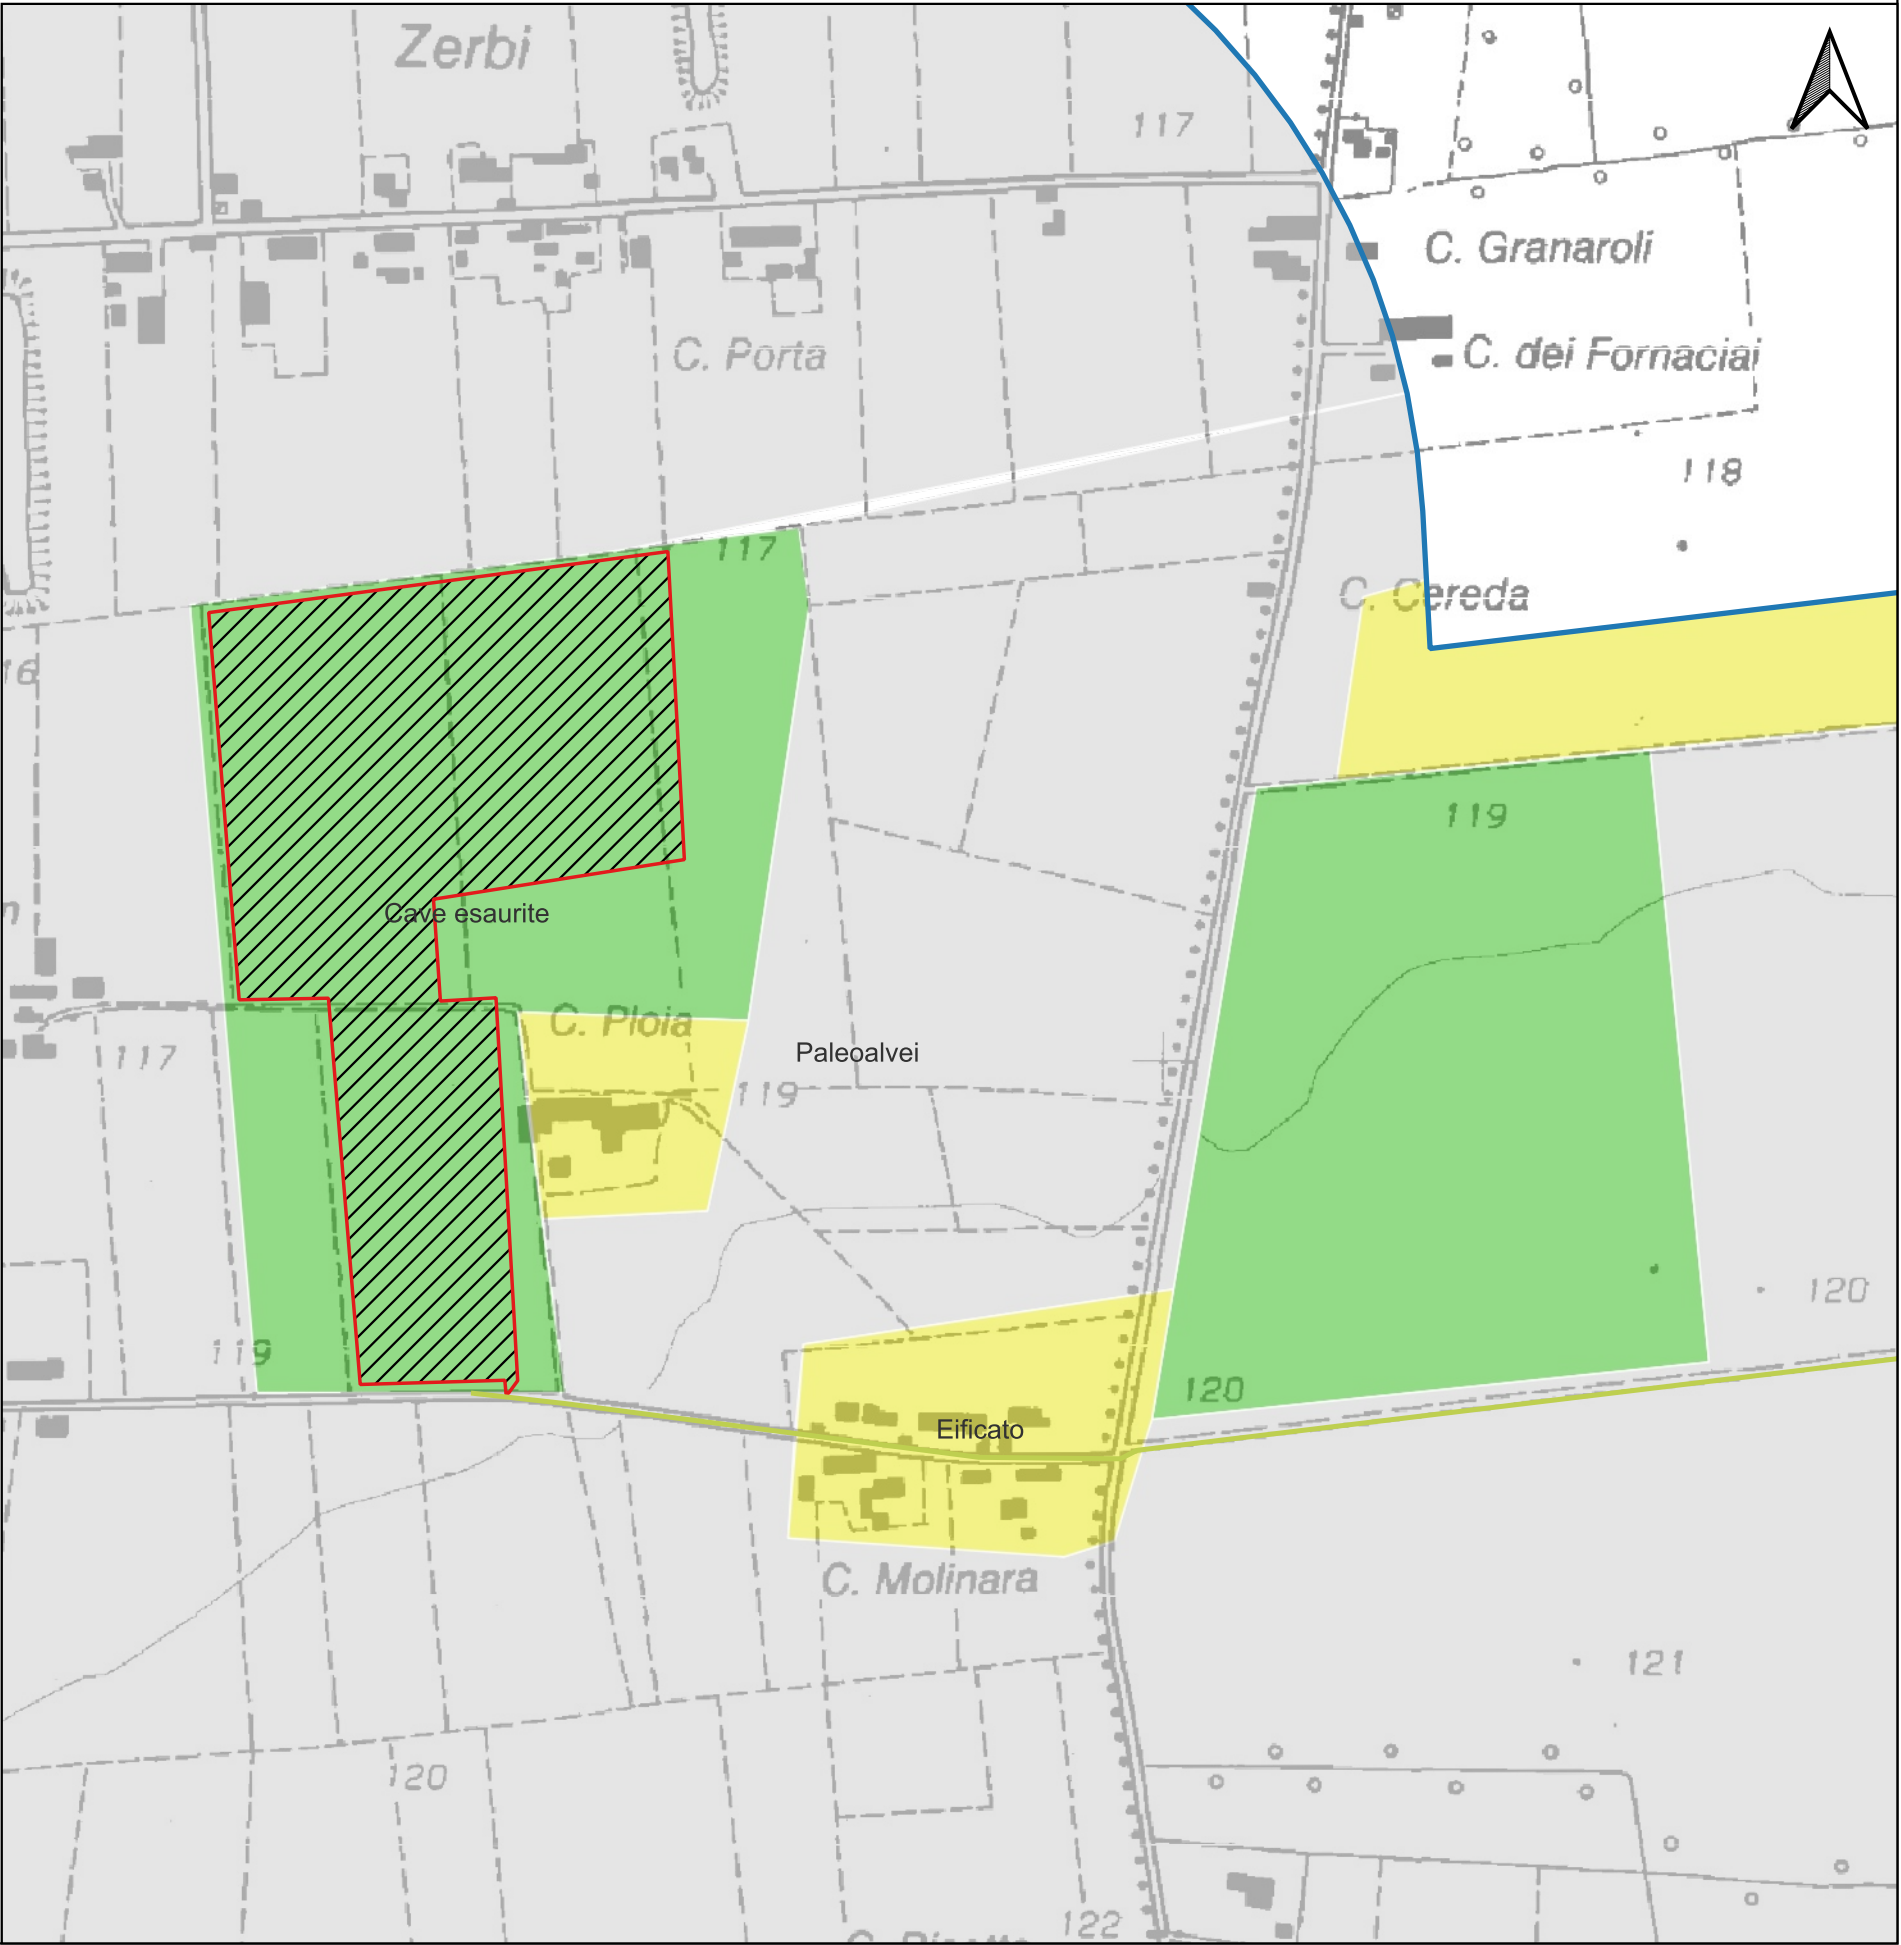 Zerbi
117
C. Granaroli
C. Porta
C. dei Fornaciai
118
117
C. Cereda
16
119
Cave esaurite
C. Ploia
117
Paleoalvei
119
120
119
120
Eificato
C. Molinara
121
120
122